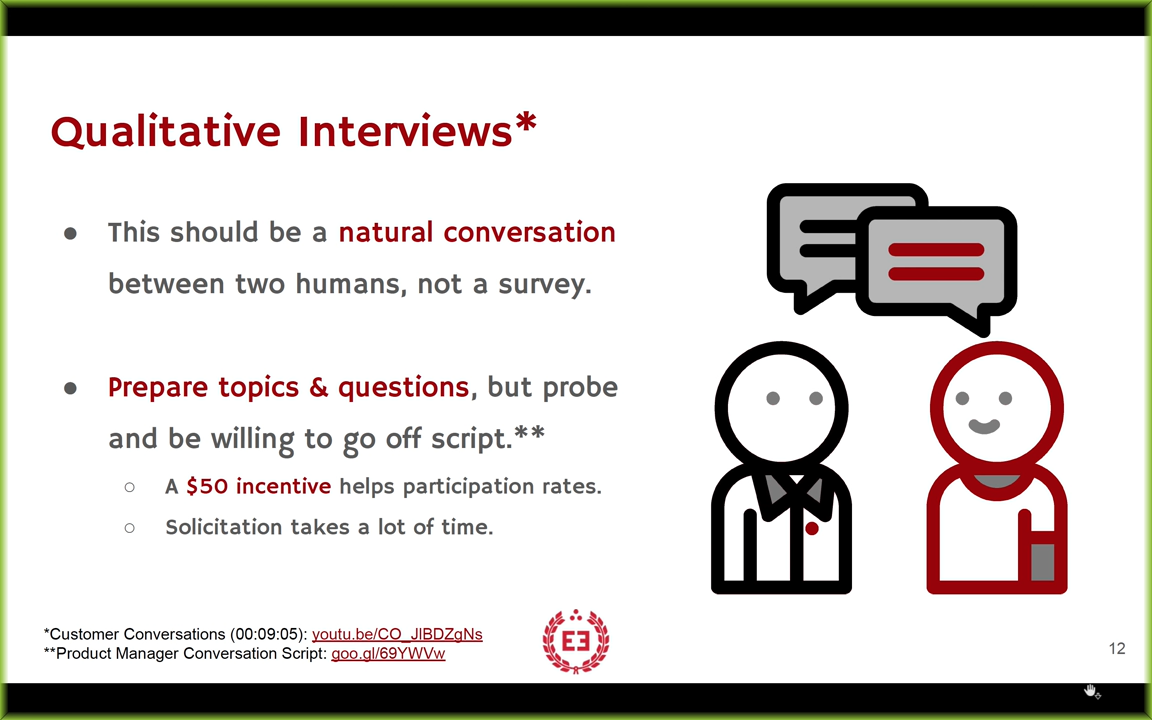 Qualitative Interviews*
● This should be a natural conversation
between two humans, not a survey.
● Prepare topics & questions, but probe
and be willing to go off script.**
○ A $50 incentive helps participation rates.
○ Solicitation takes a lot of time.
*Customer Conversations (00:09:05): youtu.be/CO_JlBDZgNs
**Product Manager Conversation Script: goo.gl/69YWVw
E3
12